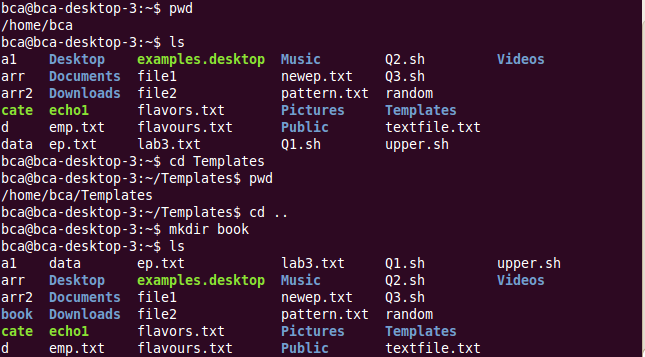 bca@bca-desktop-3:~$ pwd
/home/bca
bca@bca-desktop-3:~$ ls
a1    Desktop    examples.desktop  Music        Q2.sh         Videos
arr   Documents  file1             newep.txt    Q3.sh
arr2  Downloads  file2             pattern.txt  random
cate  echo1      flavors.txt       Pictures     Templates
d     emp.txt    flavours.txt      Public       textfile.txt
data  ep.txt     lab3.txt          Q1.sh        upper.sh
bca@bca-desktop-3:~$ cd Templates
bca@bca-desktop-3:~/Templates$ pwd
/home/bca/Templates
bca@bca-desktop-3:~/Templates$ cd ..
bca@bca-desktop-3:~$ mkdir book
bca@bca-desktop-3:~$ ls
a1    data       ep.txt            lab3.txt     Q1.sh         upper.sh
arr   Desktop    examples.desktop  Music        Q2.sh         Videos
arr2  Documents  file1             newep.txt    Q3.sh
book  Downloads  file2             pattern.txt  random
cate  echo1      flavors.txt       Pictures     Templates
d     emp.txt    flavours.txt      Public       textfile.txt